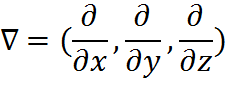 ∇ = (∂/∂x, ∂/∂y, ∂/∂z)